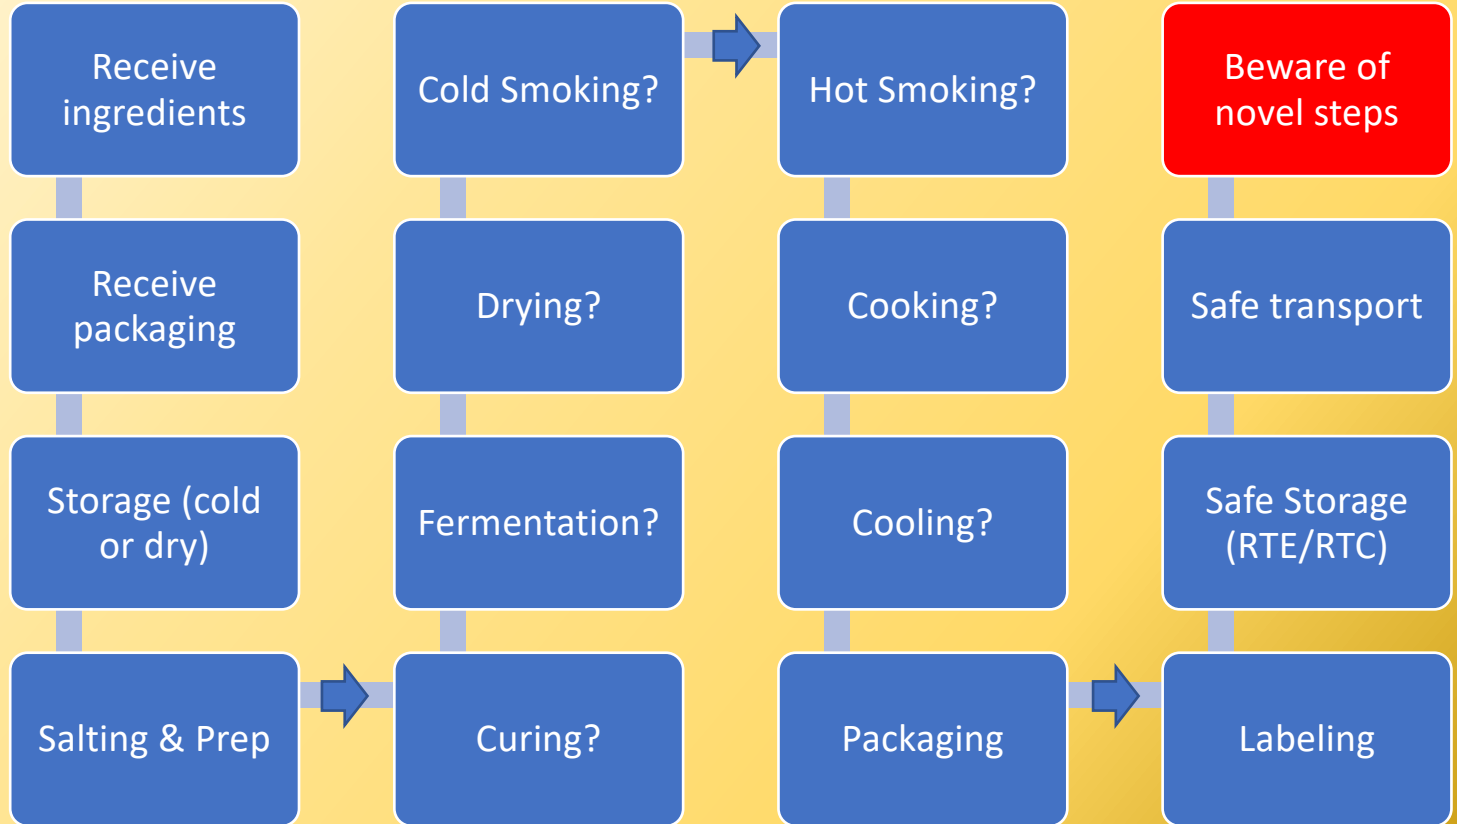 Receive
ingredients
Receive
packaging
Storage (cold
or dry)
Salting & Prep
Curing?
Fermentation?
Drying?
Cold Smoking?
Hot Smoking?
Cooking?
Cooling?
Packaging
Labeling
Safe Storage
(RTE/RTC)
Safe transport
Beware of
novel steps